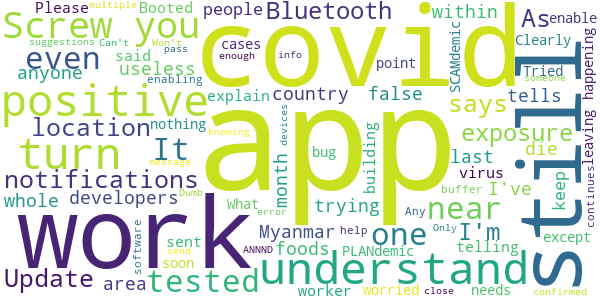 Please multiple Booted people Bluetooth As within enable
Screw you suggestions Can't Won't covid Clearly
even said cases pass enough info point Tried someone
anyone useless enabling SCAMdemic happening
positive explain country false says tells
location nothing app exposure
turn It knowing devices month bug building last die leaving
notifications message trying virus still
whole developers Dumb What buffer I've keep
work error Myanmar help one near I'm continues
software sent ANNND foods Any Only telling except
Update area send soon PLANdemic
tested understand
worker worried close needs confirmed